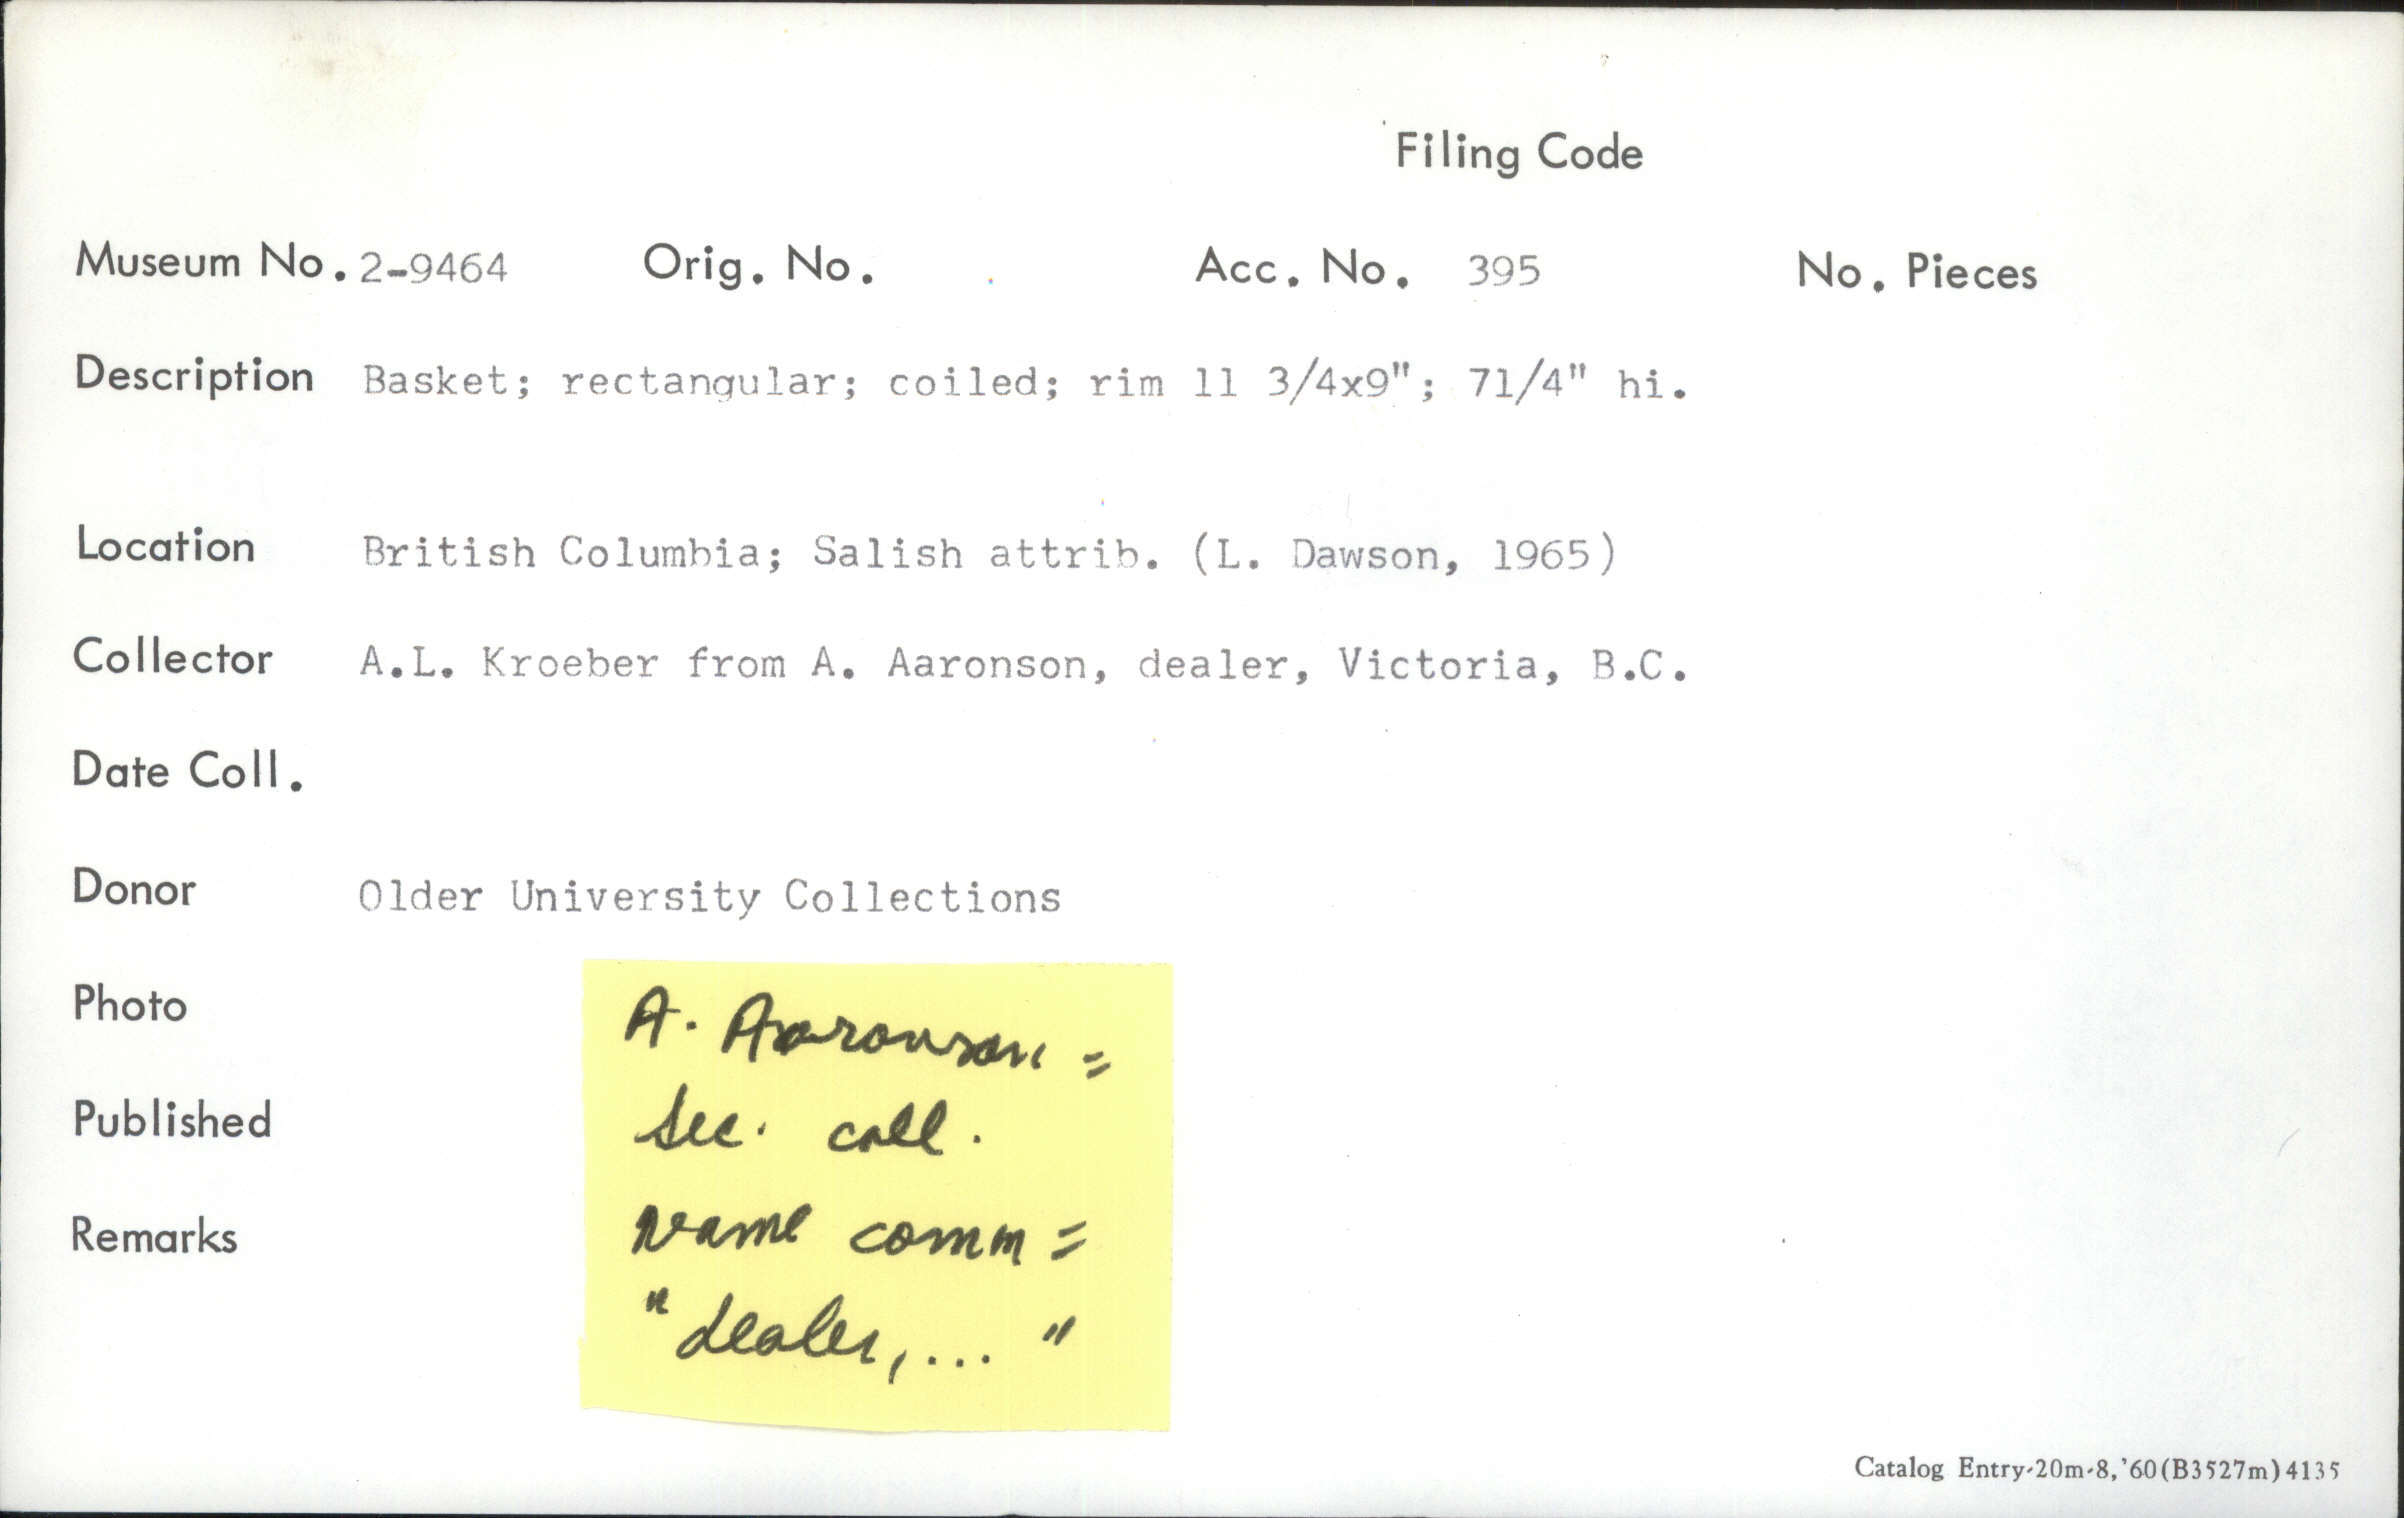 Filing Code
Museum No. 2-9464 Orig. No. Acc. No. 395 No. Pieces
Description Basket; rectangular; coiled; rim 11 3/4x9"; 71/4" hi.
Location British Columbia; Salish attrib. (L. Dawson, 1965)
Collector A.L. Kroeber from A. Aaronson, dealer, Victoria, B.C.
Date Coll.
Donor Older University Collections
Photo
Published
Remarks
A. Aaronson =
Sec. coll.
Name comm =
"dealer, ... "
Catalog Entry-20m-8,'60(B3527m)4135